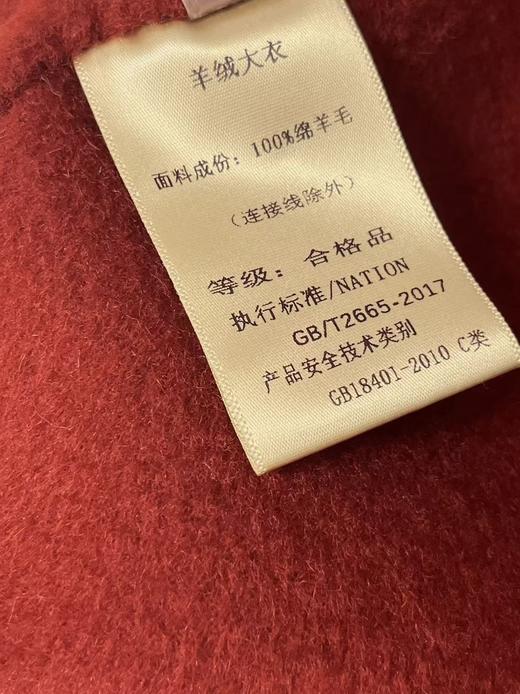 羊绒大衣
面料成份: 100%绵羊毛
（连接线除外）
等级: 合格品
执行标准/NATION
GB/T2665-2017
产品安全技术类别
GB18401-2010 C类